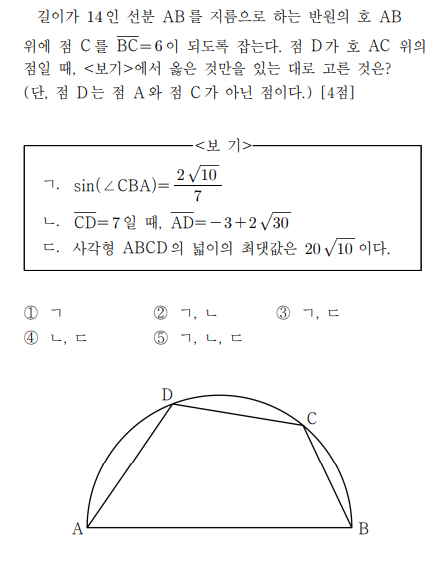 길이가 14인 선분 AB를 지름으로 하는 반원의 호 AB
위에 점 C를 $\overline{BC}=6$이 되도록 잡는다. 점 D가 호 AC 위의
점일 때, <보기>에서 옳은 것만을 있는 대로 고른 것은?
(단, 점 D는 점 A와 점 C가 아닌 점이다.) [4점]
<보 기>
ㄱ. $\sin(\angle CBA)=\frac{2\sqrt{10}}{7}$
ㄴ. $\overline{CD}=7$일 때, $\overline{AD}=-3+2\sqrt{30}$
ㄷ. 사각형 ABCD의 넓이의 최댓값은 $20\sqrt{10}$이다.
① ㄱ ② ㄱ, ㄴ ③ ㄱ, ㄷ
④ ㄴ, ㄷ ⑤ ㄱ, ㄴ, ㄷ
D
C
A B